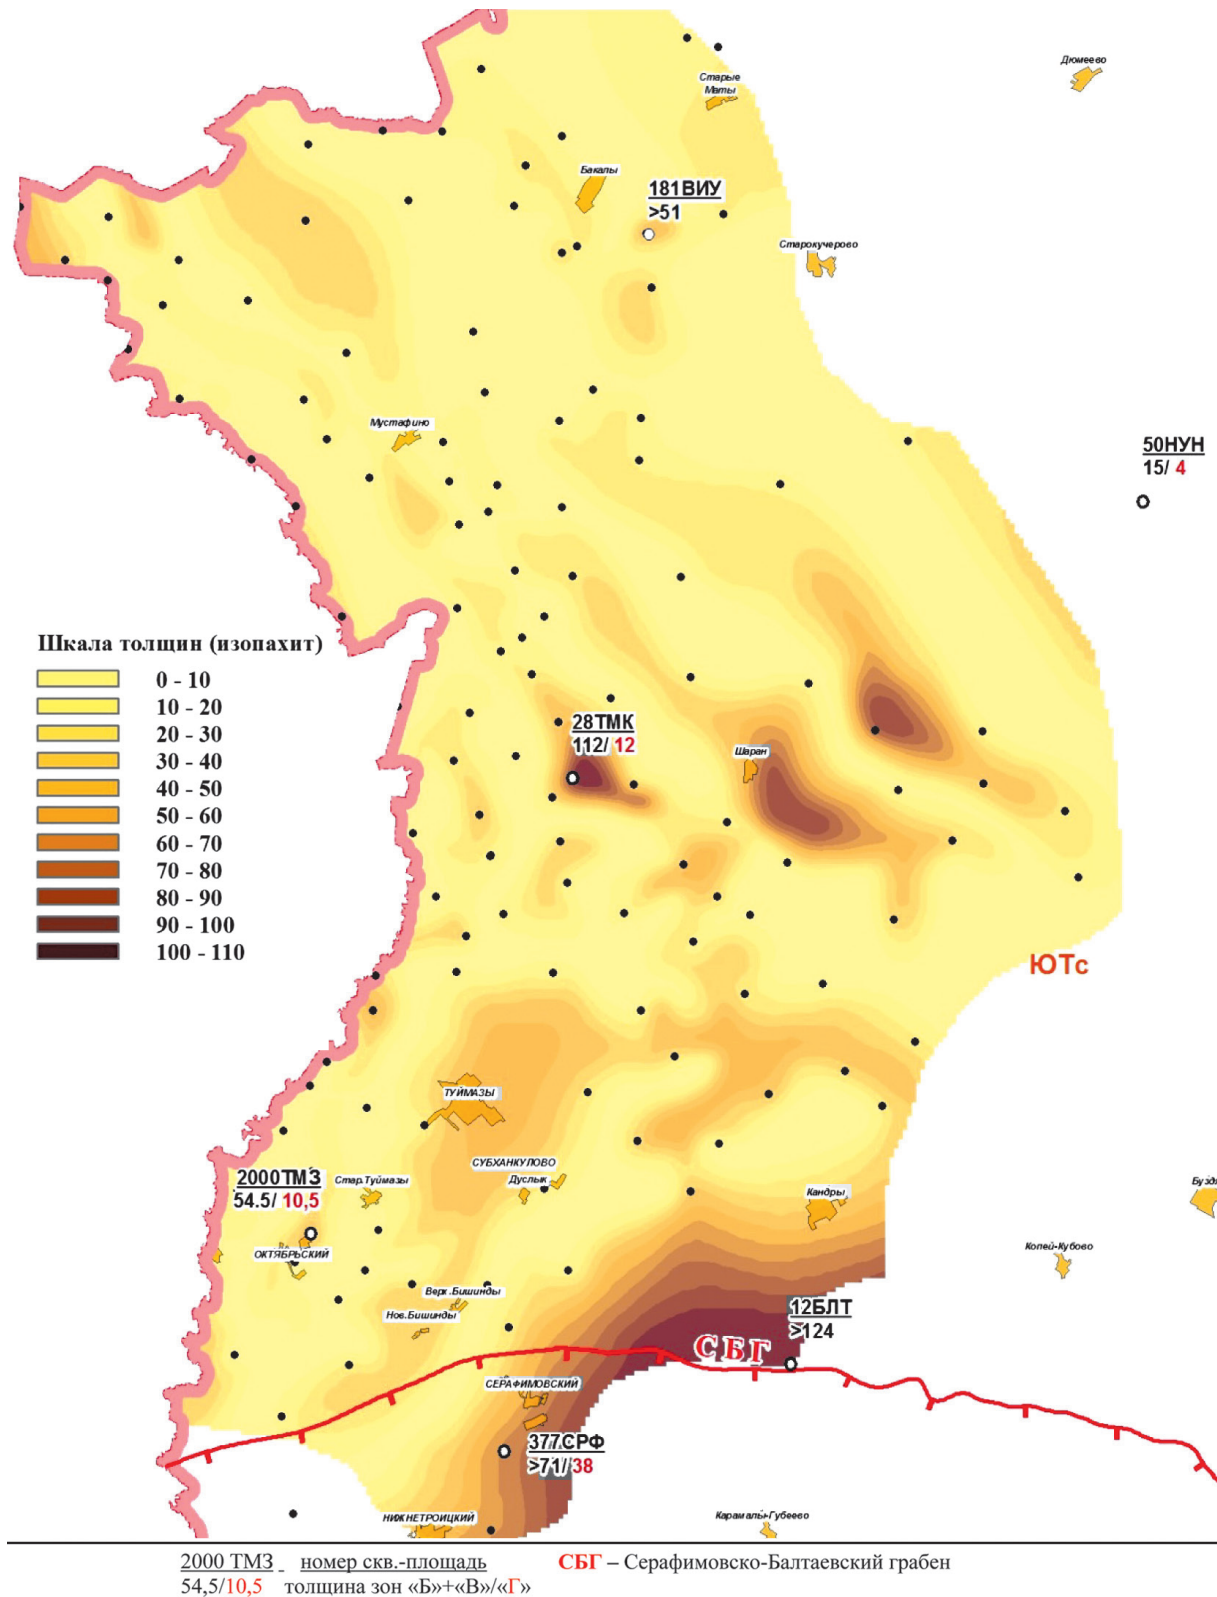 Дюмеево
Старые
Маты
Бакалы
181ВИУ
>51
Старокучерово
Мустафино
50НУН
15/ 4
Шкала толщин (изопахит)
0 - 10
10 - 20
20 - 30
30 - 40
40 - 50
50 - 60
60 - 70
70 - 80
80 - 90
90 - 100
100 - 110
28ТМК
112/ 12
Шаран
ЮТс
ТУЙМАЗЫ
СУБХАНКУЛОВО
Дуслык
2000ТМЗ
54.5/ 10,5
Стар.Туймазы
Кандры
Буздя
ОКТЯБРЬСКИЙ
Копей-Кубово
Верх.Бишинды
Нов.Бишинды
12БЛТ
>124
СБГ
СЕРАФИМОВСКИЙ
377СРФ
>71/ 38
НИЖНЕТРОИЦКИЙ
Карамалы-Губеево
2000 ТМЗ - номер скв.-площадь СБГ – Серафимовско-Балтаевский грабен
54,5/10,5 толщина зон «Б»+«В»/«Г»